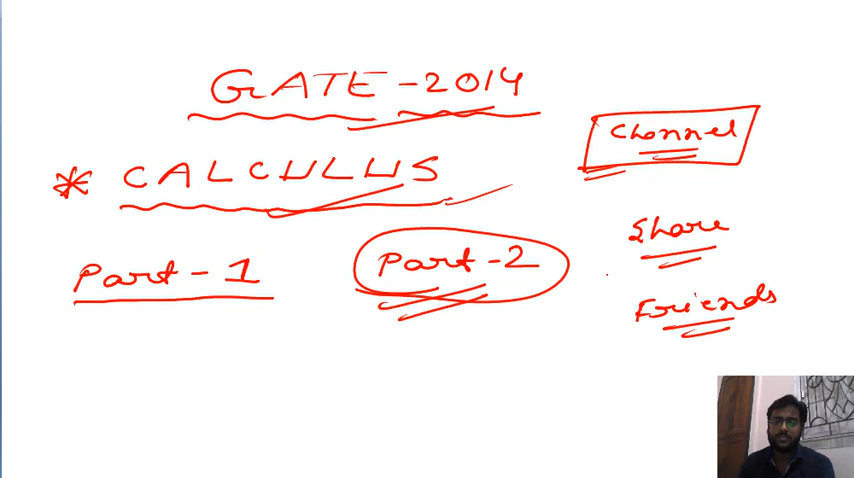 GATE-2014
* CALCULUS
Part-1
Part-2
Channel
Share
Friends